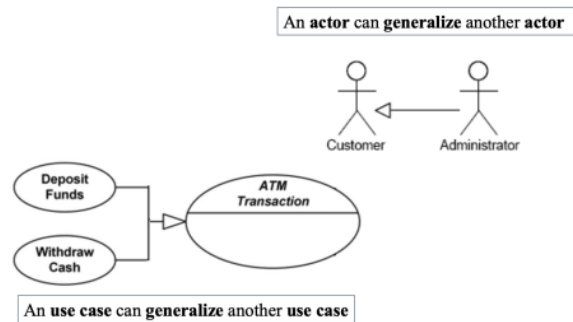 An actor can generalize another actor
Customer
Administrator
Deposit
Funds
ATM
Transaction
Withdraw
Cash
An use case can generalize another use case